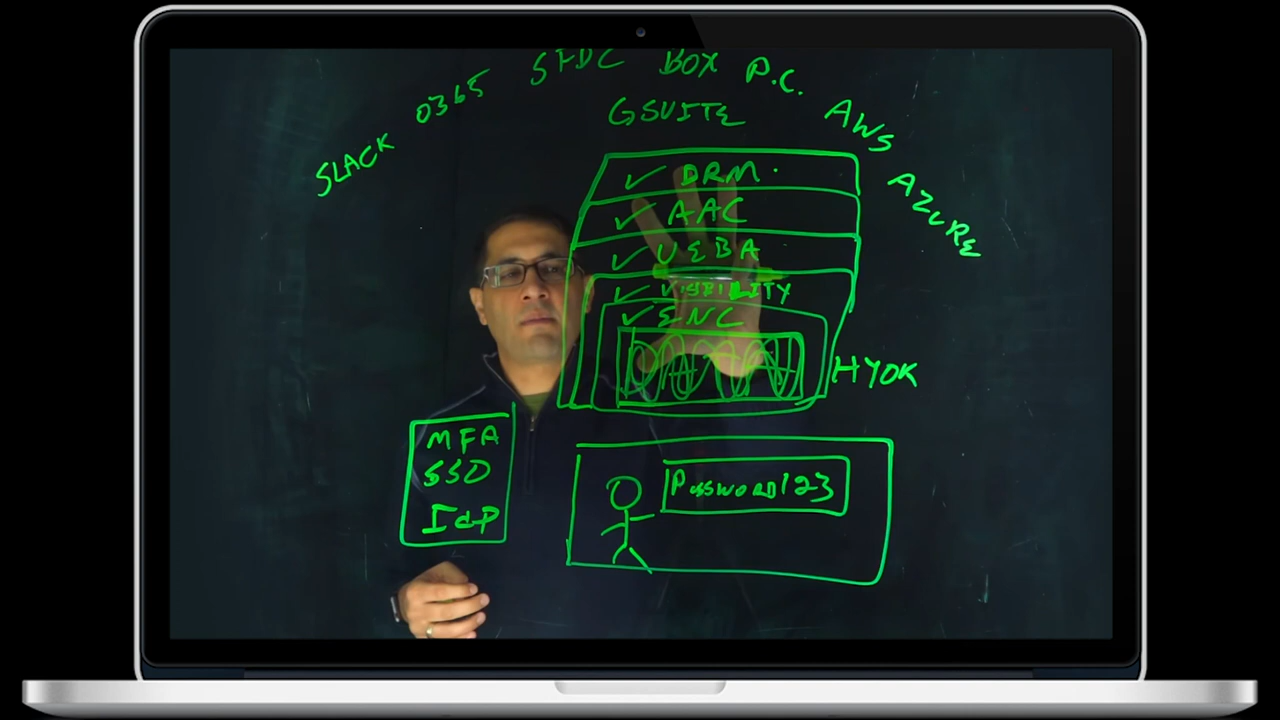 SLACK
O365
SFDC
BOX
P.C.
AWS
AZURE
GSUITE
✓ DRM.
✓ AAC
✓ UEBA
✓ VISIBILITY
✓ ENC
HYOK
MFA
SSO
IdP
Password123